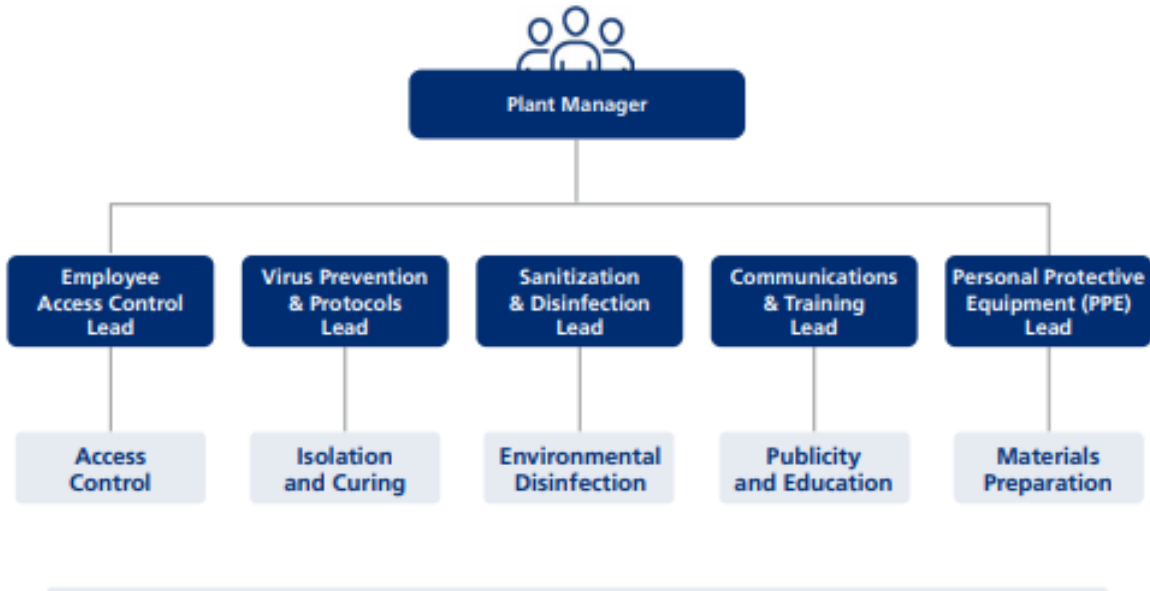 Plant Manager
Employee
Access Control
Lead
Virus Prevention
& Protocols
Lead
Sanitization
& Disinfection
Lead
Communications
& Training
Lead
Personal Protective
Equipment (PPE)
Lead
Access
Control
Isolation
and Curing
Environmental
Disinfection
Publicity
and Education
Materials
Preparation